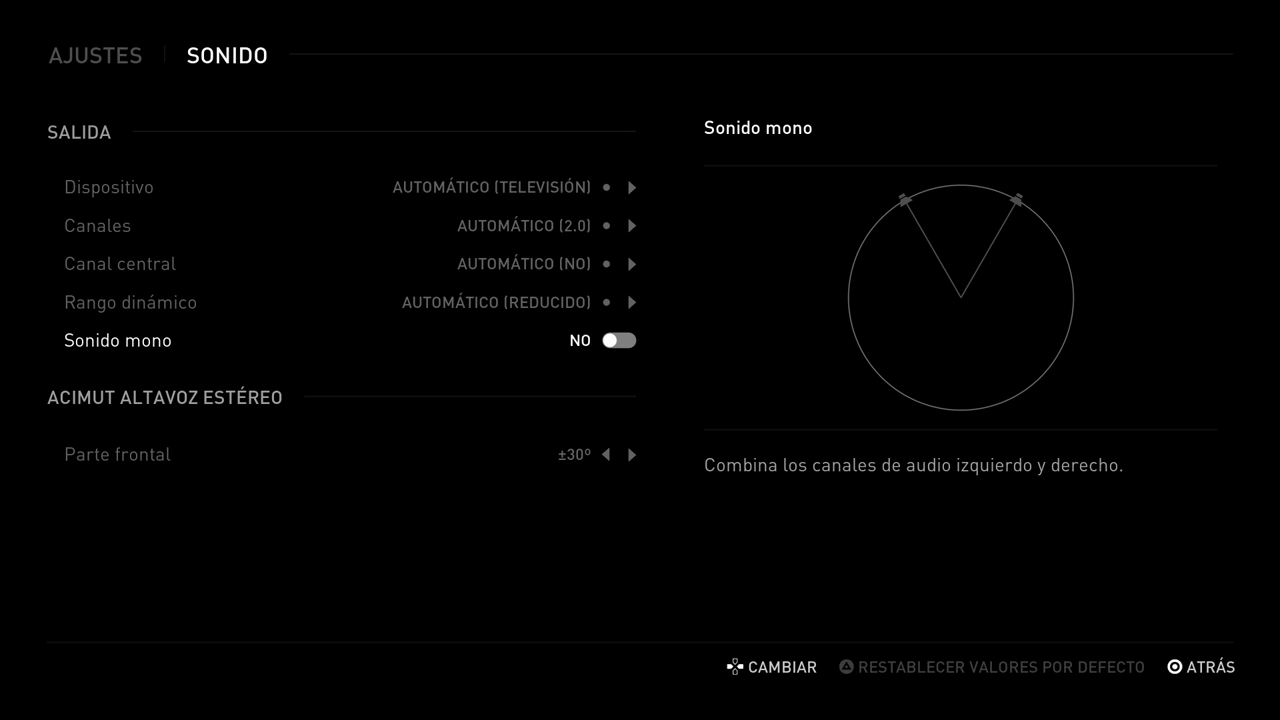 AJUSTES | SONIDO
SALIDA
Dispositivo AUTOMÁTICO (TELEVISIÓN)
Canales AUTOMÁTICO (2.0)
Canal central AUTOMÁTICO (NO)
Rango dinámico AUTOMÁTICO (REDUCIDO)
Sonido mono NO
ACIMUT ALTAVOZ ESTÉREO
Parte frontal ±30º
Sonido mono
Combina los canales de audio izquierdo y derecho.
CAMBIAR RESTABLECER VALORES POR DEFECTO ATRÁS